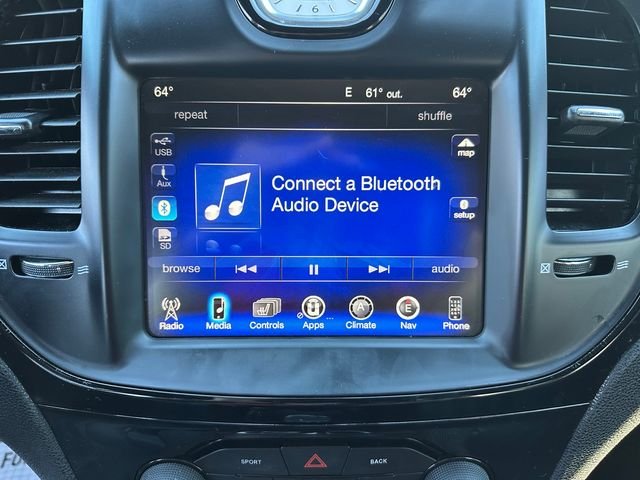 6
64° E 61° out. 64°
repeat shuffle
USB
map
Aux
Connect a Bluetooth
Audio Device
setup
SD
browse audio
A E
Radio Media Controls Apps ... Climate Nav Phone
SPORT BACK